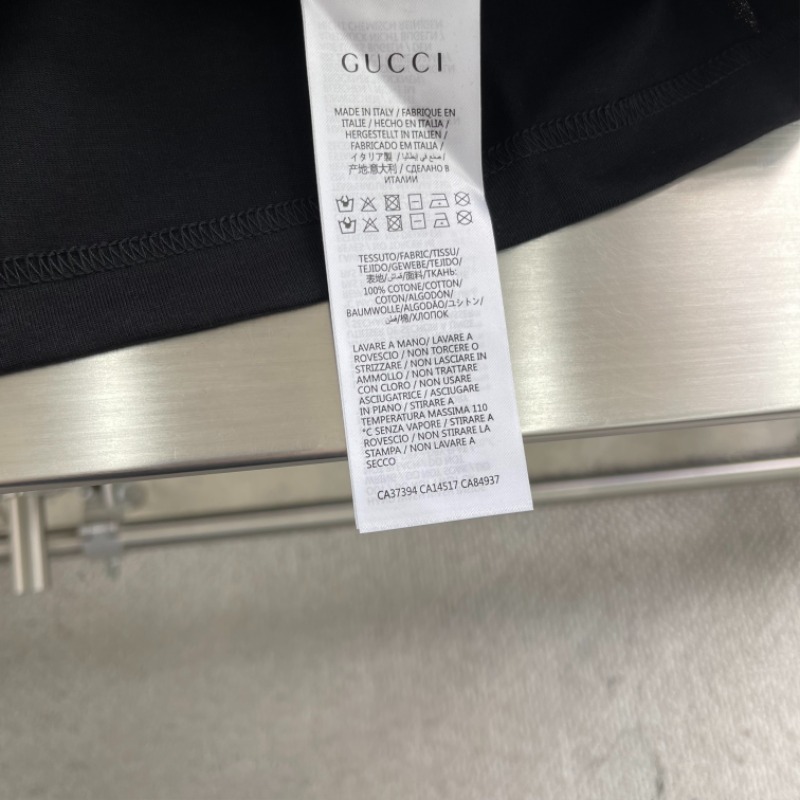 GUCCI
MADE IN ITALY / FABRIQUE EN
ITALIE / HECHO EN ITALIA /
HERGESTELLT IN ITALIEN /
FABRICADO EM ITALIA /
イタリア製 / صنع في إيطاليا /
产地:意大利 / СДЕЛАНО В
ИТАЛИИ
TESSUTO/FABRIC/TISSU/
TEJIDO/GEWEBE/TEJIDO/
表地/قماش/面料/ТКАНЬ:
100% COTONE/COTTON/
COTON/ALGODÓN/
BAUMWOLLE/ALGODÃO/コットン/
قطن/棉/ХЛОПОК
LAVARE A MANO/ LAVARE A
ROVESCIO / NON TORCERE O
STRIZZARE / NON LASCIARE IN
AMMOLLO / NON TRATTARE
CON CLORO / NON USARE
ASCIUGATRICE / ASCIUGARE
IN PIANO / STIRARE A
TEMPERATURA MASSIMA 110
°C SENZA VAPORE / STIRARE A
ROVESCIO / NON STIRARE LA
STAMPA / NON LAVARE A
SECCO
CA37394 CA14517 CA84937